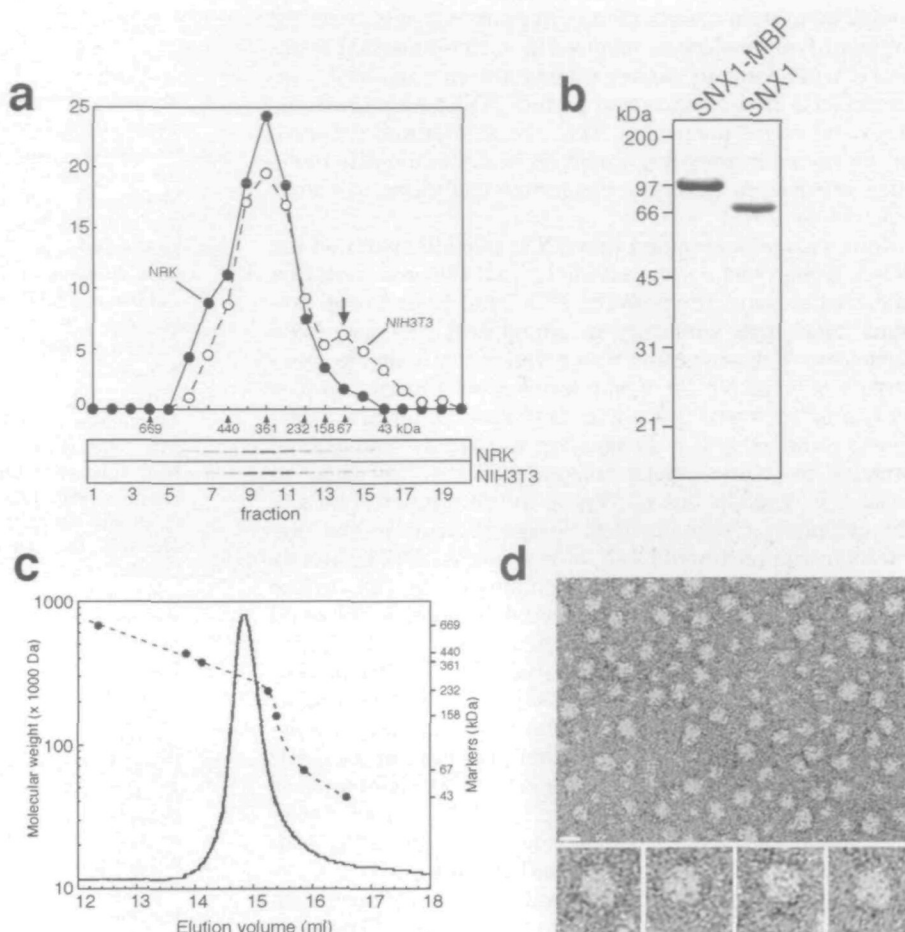 a
25
20
15
10
5
0
NRK
NIH3T3
669 440 361 232 158 67 43 kDa
NRK
NIH3T3
1 3 5 7 9 11 13 15 17 19
fraction
b
SNX1-MBP
SNX1
kDa
200
97
66
45
31
21
c
Molecular weight (x 1000 Da)
1000
100
10
12 13 14 15 16 17 18
Elution volume (ml)
669
440
361
232
158
67
43
Markers (kDa)
d